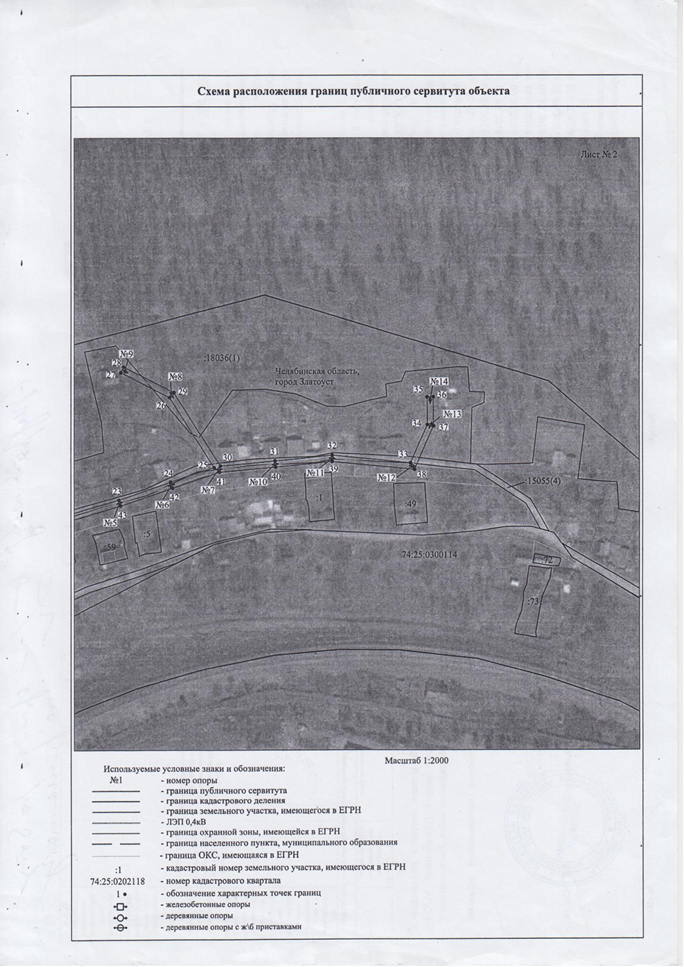 Схема расположения границ публичного сервитута объекта
Лист № 2
№9
28
27
:18036(1)
№8
29
26
Челябинская область,
город Златоуст
№14
35
36
№13
34
37
32
31
30
33
25
41
40
39
38
№7
№10
№11
№12
24
23
42
43
№6
№5
:15055(4)
:1
:49
:5
:59
74:25:0300114
:72
:73
Масштаб 1:2000
Используемые условные знаки и обозначения:
№1 - номер опоры
- граница публичного сервитута
- граница кадастрового деления
- граница земельного участка, имеющегося в ЕГРН
- ЛЭП 0,4кВ
- граница охранной зоны, имеющейся в ЕГРН
- граница населенного пункта, муниципального образования
- граница ОКС, имеющаяся в ЕГРН
:1 - кадастровый номер земельного участка, имеющегося в ЕГРН
74:25:0202118 - номер кадастрового квартала
1 • - обозначение характерных точек границ
- железобетонные опоры
- деревянные опоры
- деревянные опоры с ж\б приставками